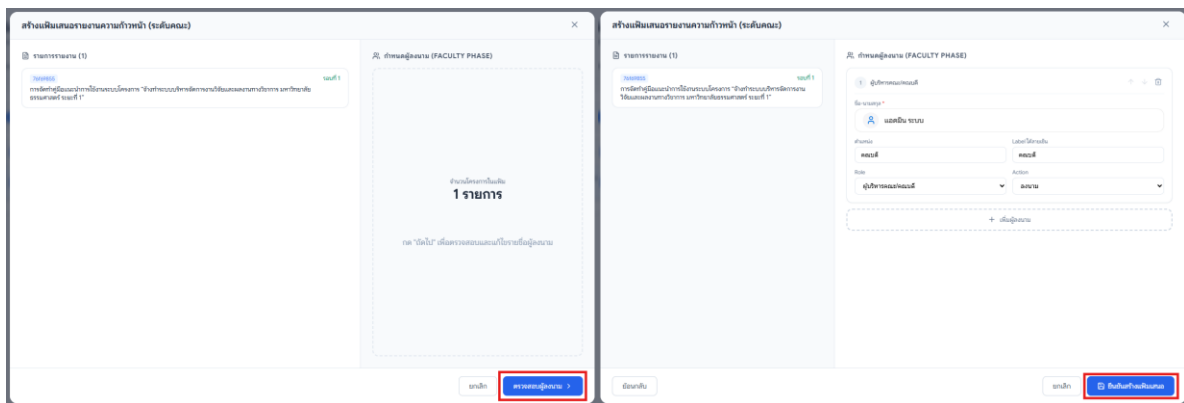 สร้างแฟ้มเสนอรายงานความก้าวหน้า (ระดับคณะ)
รายการรายงาน (1)
รอบที่ 1
การจัดทำคู่มือแนะนำการใช้งานระบบโครงการ "จ้างทำระบบบริหารจัดการงานวิจัยและผลงานทางวิชาการ มหาวิทยาลัย
ธรรมศาสตร์ ระยะที่ 1"
กำหนดผู้ลงนาม (FACULTY PHASE)
จำนวนโครงการในแฟ้ม
1 รายการ
กด "ถัดไป" เพื่อตรวจสอบและแก้ไขรายชื่อผู้ลงนาม
ยกเลิก
ตรวจสอบผู้ลงนาม >
สร้างแฟ้มเสนอรายงานความก้าวหน้า (ระดับคณะ)
รายการรายงาน (1)
รอบที่ 1
การจัดทำคู่มือแนะนำการใช้งานระบบโครงการ "จ้างทำระบบบริหารจัดการงาน
วิจัยและผลงานทางวิชาการ มหาวิทยาลัยธรรมศาสตร์ ระยะที่ 1"
กำหนดผู้ลงนาม (FACULTY PHASE)
1 ผู้บริหารคณะ/คณบดี
ชื่อ-นามสกุล *
แอดมิน ระบบ
ตำแหน่ง
Label ใต้ลายเซ็น
คณบดี
คณบดี
Role
Action
ผู้บริหารคณะ/คณบดี
ลงนาม
+ เพิ่มผู้ลงนาม
ย้อนกลับ
ยกเลิก
ยืนยันสร้างแฟ้มเสนอ